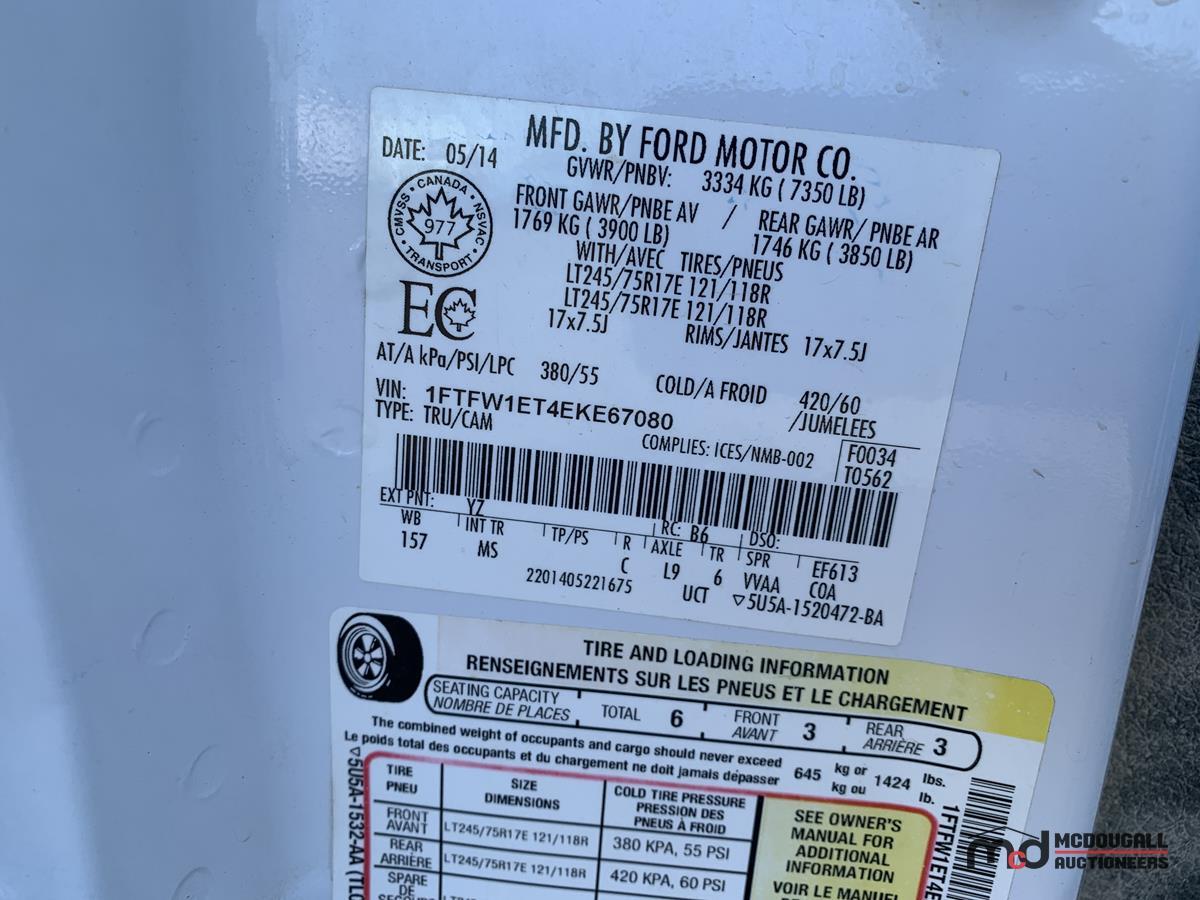 MFD. BY FORD MOTOR CO.
DATE: 05/14
GVWR/PNBV: 3334 KG ( 7350 LB)
FRONT GAWR/PNBE AV / REAR GAWR/ PNBE AR
1769 KG ( 3900 LB) 1746 KG ( 3850 LB)
WITH/AVEC TIRES/PNEUS
LT245/75R17E 121/118R
LT245/75R17E 121/118R
17x7.5J RIMS/JANTES 17x7.5J
CANADA
CMVSS 977 NSVAC
TRANSPORT
EC
AT/A kPa/PSI/LPC 380/55 COLD/A FROID 420/60
VIN: 1FTFW1ET4EKE67080 /JUMELEES
TYPE: TRU/CAM COMPLIES: ICES/NMB-002 F0034
T0562
EXT PNT: YZ RC: B6 DSO:
WB INT TR TP/PS R AXLE TR SPR EF613
157 MS C L9 6 VVAA COA
2201405221675 UCT ▽5U5A-1520472-BA
TIRE AND LOADING INFORMATION
RENSEIGNEMENTS SUR LES PNEUS ET LE CHARGEMENT
SEATING CAPACITY
NOMBRE DE PLACES TOTAL 6 FRONT
AVANT 3 REAR
ARRIÈRE 3
The combined weight of occupants and cargo should never exceed
Le poids total des occupants et du chargement ne doit jamais dépasser
645 kg or 1424 lbs.
kg ou lb.
TIRE
PNEU SIZE
DIMENSIONS COLD TIRE PRESSURE
PRESSION DES
PNEUS À FROID
FRONT
AVANT LT245/75R17E 121/118R 380 KPA, 55 PSI
REAR
ARRIÈRE LT245/75R17E 121/118R 420 KPA, 60 PSI
SPARE
DE
SEE OWNER'S
MANUAL FOR
ADDITIONAL
INFORMATION
VOIR LE MANUEL
▽5U5A-1532-AA
1FTFW1ET4E
mcd MCDOUGALL
AUCTIONEERS